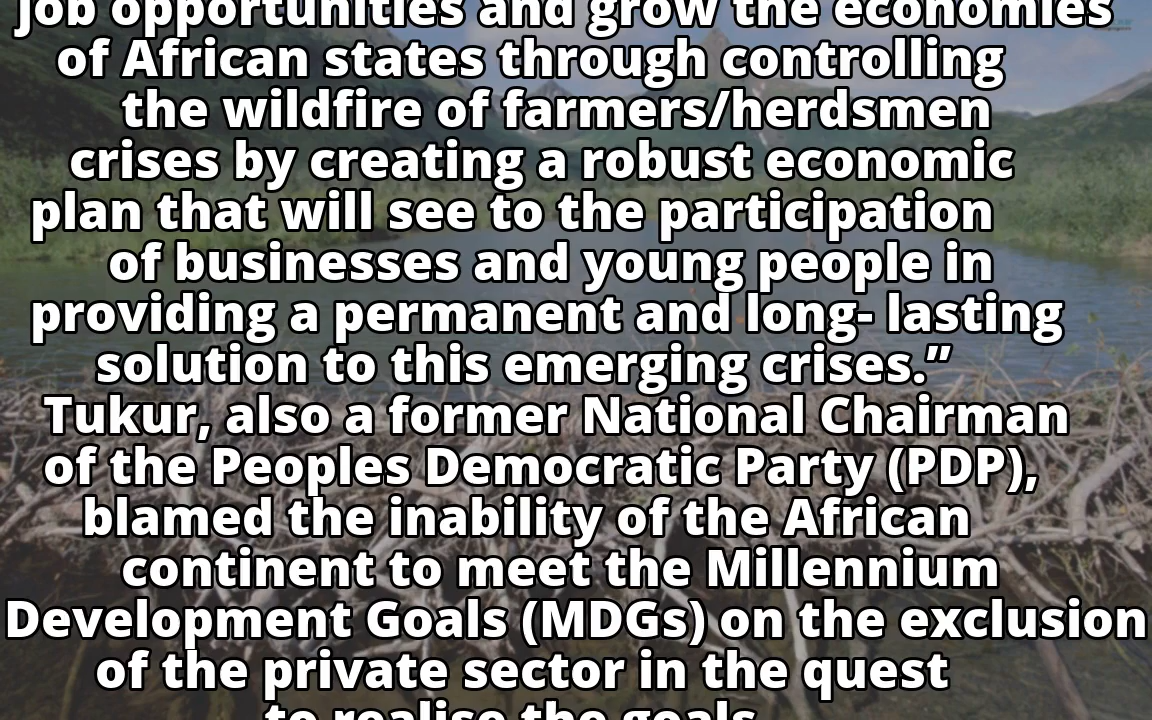 job opportunities and grow the economies
of African states through controlling
the wildfire of farmers/herdsmen
crises by creating a robust economic
plan that will see to the participation
of businesses and young people in
providing a permanent and long- lasting
solution to this emerging crises.”
Tukur, also a former National Chairman
of the Peoples Democratic Party (PDP),
blamed the inability of the African
continent to meet the Millennium
Development Goals (MDGs) on the exclusion
of the private sector in the quest
to realise the goals.